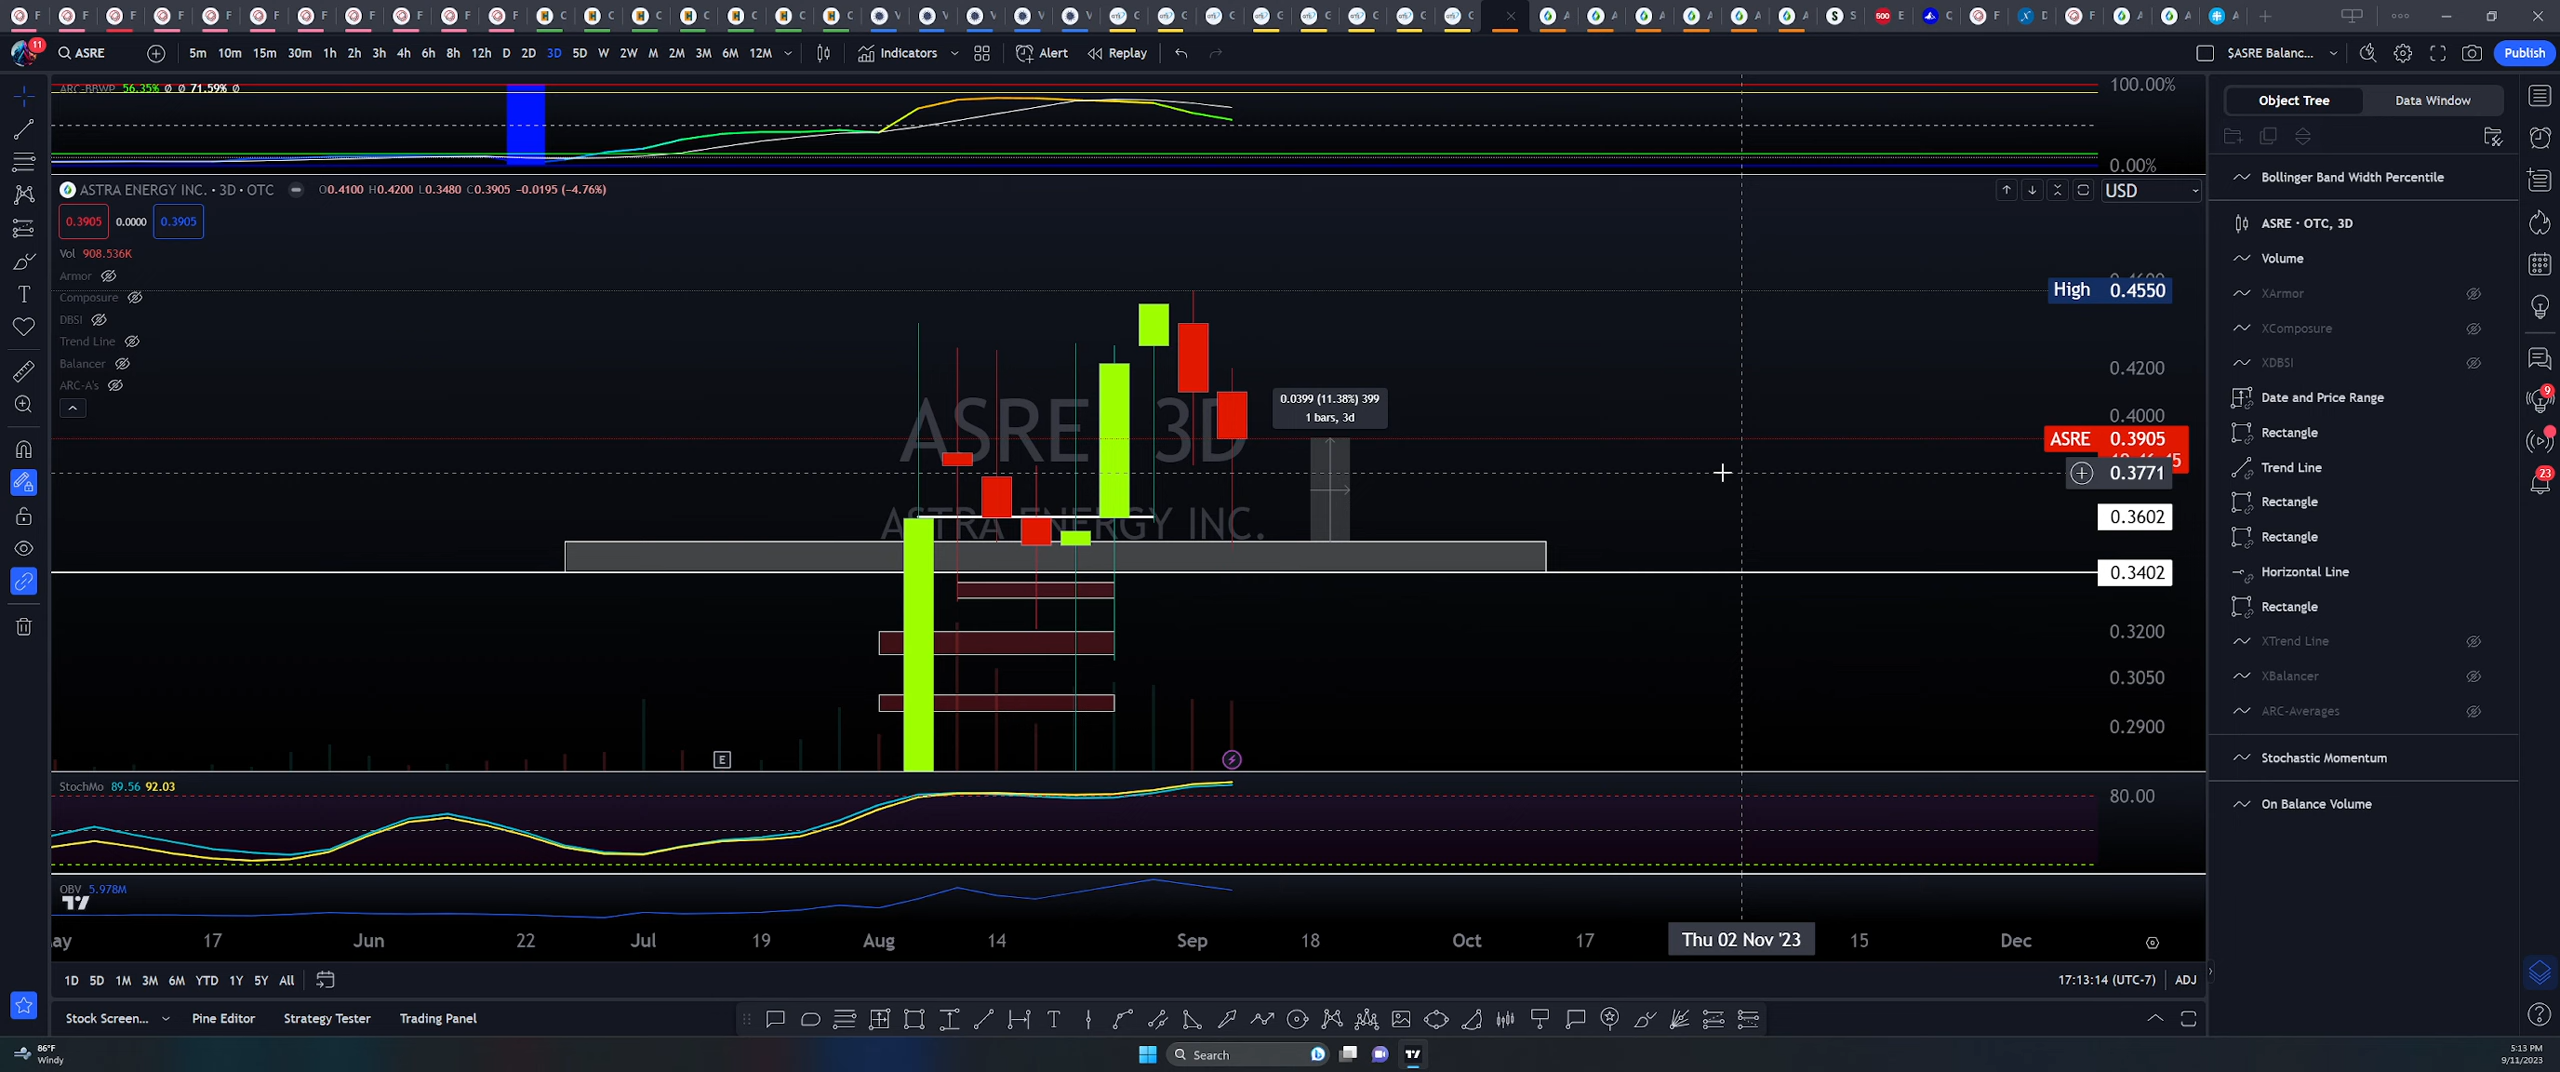 F F F F F F F F F F F C C C C C C C V V V V V C C C C C C C C A A A A A A S E C F D F A A A
11 ASRE 5m 10m 15m 30m 1h 2h 3h 4h 6h 8h 12h D 2D 3D 5D W 2W M 2M 3M 6M 12M Indicators Alert Replay $ASRE Balanc... Publish
ARC-BBWP 56.35% Ø Ø 71.59% Ø
100.00%
0.00%
ASTRA ENERGY INC. · 3D · OTC O0.4100 H0.4200 L0.3480 C0.3905 -0.0195 (-4.76%)
USD
0.3905 0.0000 0.3905
Vol 908.536K
Armor
Composure
DBSI
Trend Line
Balancer
ARC-A's
High 0.4550
0.4200
0.4000
ASRE 0.3905
0.3771
0.3602
0.3402
0.3200
0.3050
0.2900
0.0399 (11.38%) 399
1 bars, 3d
ASRE 3D
ASTRA ENERGY INC.
E
StochMo 89.56 92.03
80.00
OBV 5.978M
17 Jun 22 Jul 19 Aug 14 Sep 18 Oct 17 Thu 02 Nov '23 15 Dec
1D 5D 1M 3M 6M YTD 1Y 5Y All
17:13:14 (UTC-7) ADJ
Stock Screen... Pine Editor Strategy Tester Trading Panel
Object Tree Data Window
Bollinger Band Width Percentile
ASRE · OTC, 3D
Volume
XArmor
XComposure
XDBSI
Date and Price Range
Rectangle
Trend Line
Rectangle
Rectangle
Horizontal Line
Rectangle
XTrend Line
XBalancer
ARC-Averages
Stochastic Momentum
On Balance Volume
9
23
86°F
Windy
Search
5:13 PM
9/11/2023